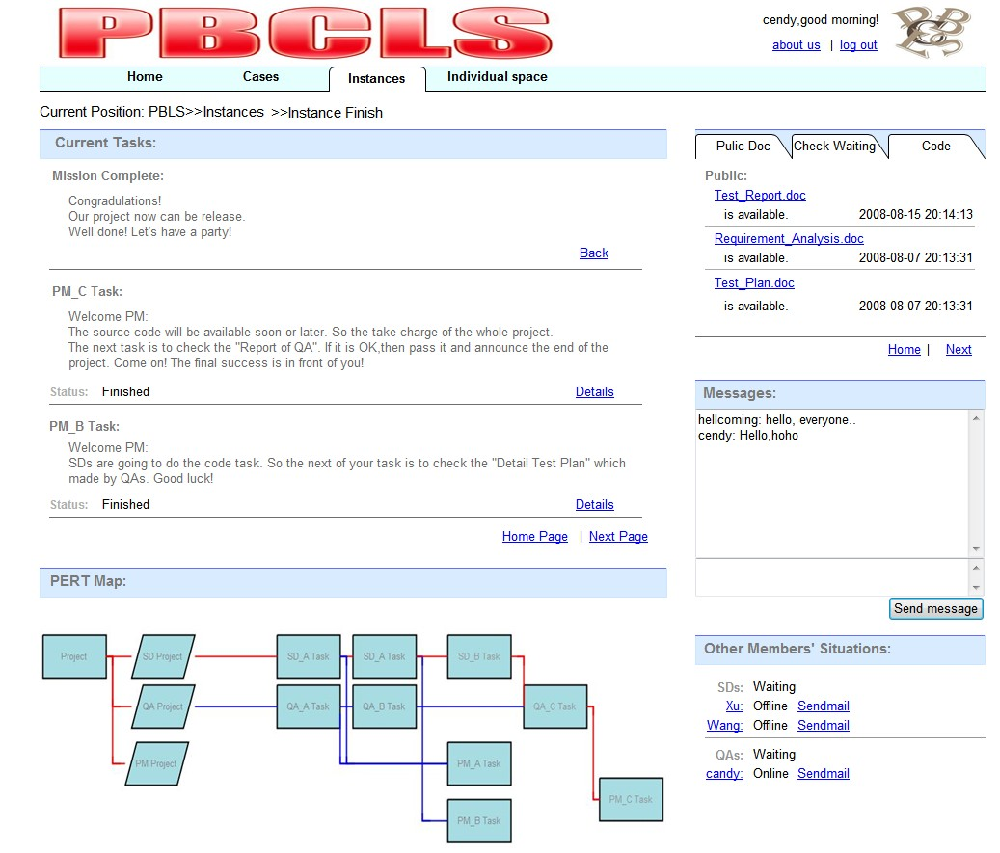 PBCLS
cendy,good morning!
about us | log out
Home Cases Instances Individual space
Current Position: PBLS>>Instances >>Instance Finish
Current Tasks:
Mission Complete:
Congradulations!
Our project now can be release.
Well done! Let's have a party!
Back
PM_C Task:
Welcome PM:
The source code will be available soon or later. So the take charge of the whole project.
The next task is to check the "Report of QA". If it is OK,then pass it and announce the end of the
project. Come on! The final success is in front of you!
Status: Finished Details
PM_B Task:
Welcome PM:
SDs are going to do the code task. So the next of your task is to check the "Detail Test Plan" which
made by QAs. Good luck!
Status: Finished Details
Home Page | Next Page
PERT Map:
Project SD Project SD_A Task SD_A Task SD_B Task
QA Project QA_A Task QA_B Task QA_C Task
PM Project PM_A Task
PM_C Task
PM_B Task
Pulic Doc Check Waiting Code
Public:
Test_Report.doc
is available. 2008-08-15 20:14:13
Requirement_Analysis.doc
is available. 2008-08-07 20:13:31
Test_Plan.doc
is available. 2008-08-07 20:13:31
Home | Next
Messages:
hellcoming: hello, everyone..
cendy: Hello,hoho
Send message
Other Members' Situations:
SDs: Waiting
Xu: Offline Sendmail
Wang: Offline Sendmail
QAs: Waiting
candy: Online Sendmail